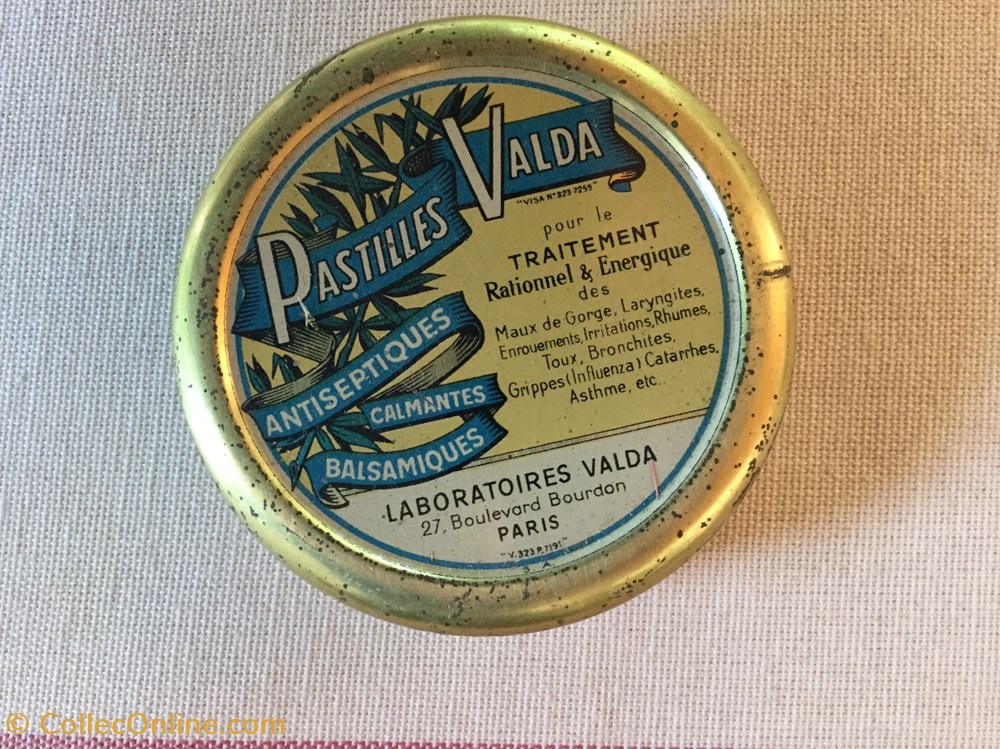 PASTILLES VALDA
"VISA Nº 323 7259"
pour le
TRAITEMENT
Rationnel & Energique
des
Maux de Gorge, Laryngites,
Enrouements, Irritations, Rhumes,
Toux, Bronchites,
Grippes (Influenza) Catarrhes,
Asthme, etc..
ANTISEPTIQUES
CALMANTES
BALSAMIQUES
LABORATOIRES VALDA
27, Boulevard Bourdon
PARIS
"V. 323 P. 7191"
S. A.
© CollecOnline.com